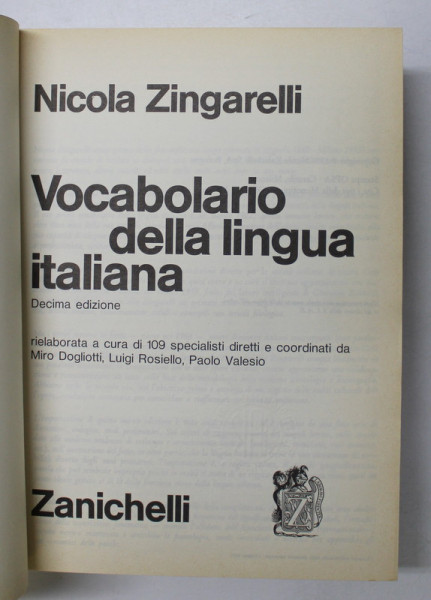 Nicola Zingarelli
Vocabolario
della lingua
italiana
Decima edizione
rielaborata a cura di 109 specialisti diretti e coordinati da
Miro Dogliotti, Luigi Rosiello, Paolo Valesio
Zanichelli
Z